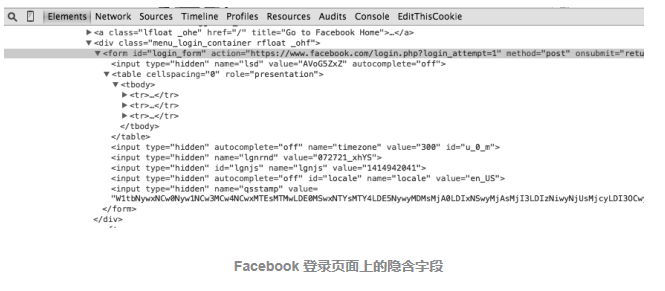 Elements Network Sources Timeline Profiles Resources Audits Console EditThisCookie
▶<a class="lfloat _ohe" href="/" title="Go to Facebook Home">…</a>
▼<div class="menu_login_container rfloat _ohf">
▼<form id="login_form" action="https://www.facebook.com/login.php?login_attempt=1" method="post" onsubmit="retu
<input type="hidden" name="lsd" value="AVoG5ZxZ" autocomplete="off">
▼<table cellspacing="0" role="presentation">
▼<tbody>
▶<tr>…</tr>
▶<tr>…</tr>
▶<tr>…</tr>
</tbody>
</table>
<input type="hidden" autocomplete="off" name="timezone" value="300" id="u_0_m">
<input type="hidden" name="lgnrnd" value="072721_xhYS">
<input type="hidden" id="lgnjs" name="lgnjs" value="1414942041">
<input type="hidden" autocomplete="off" id="locale" name="locale" value="en_US">
<input type="hidden" name="qsstamp" value=
</form>
</div>
Facebook 登录页面上的隐含字段